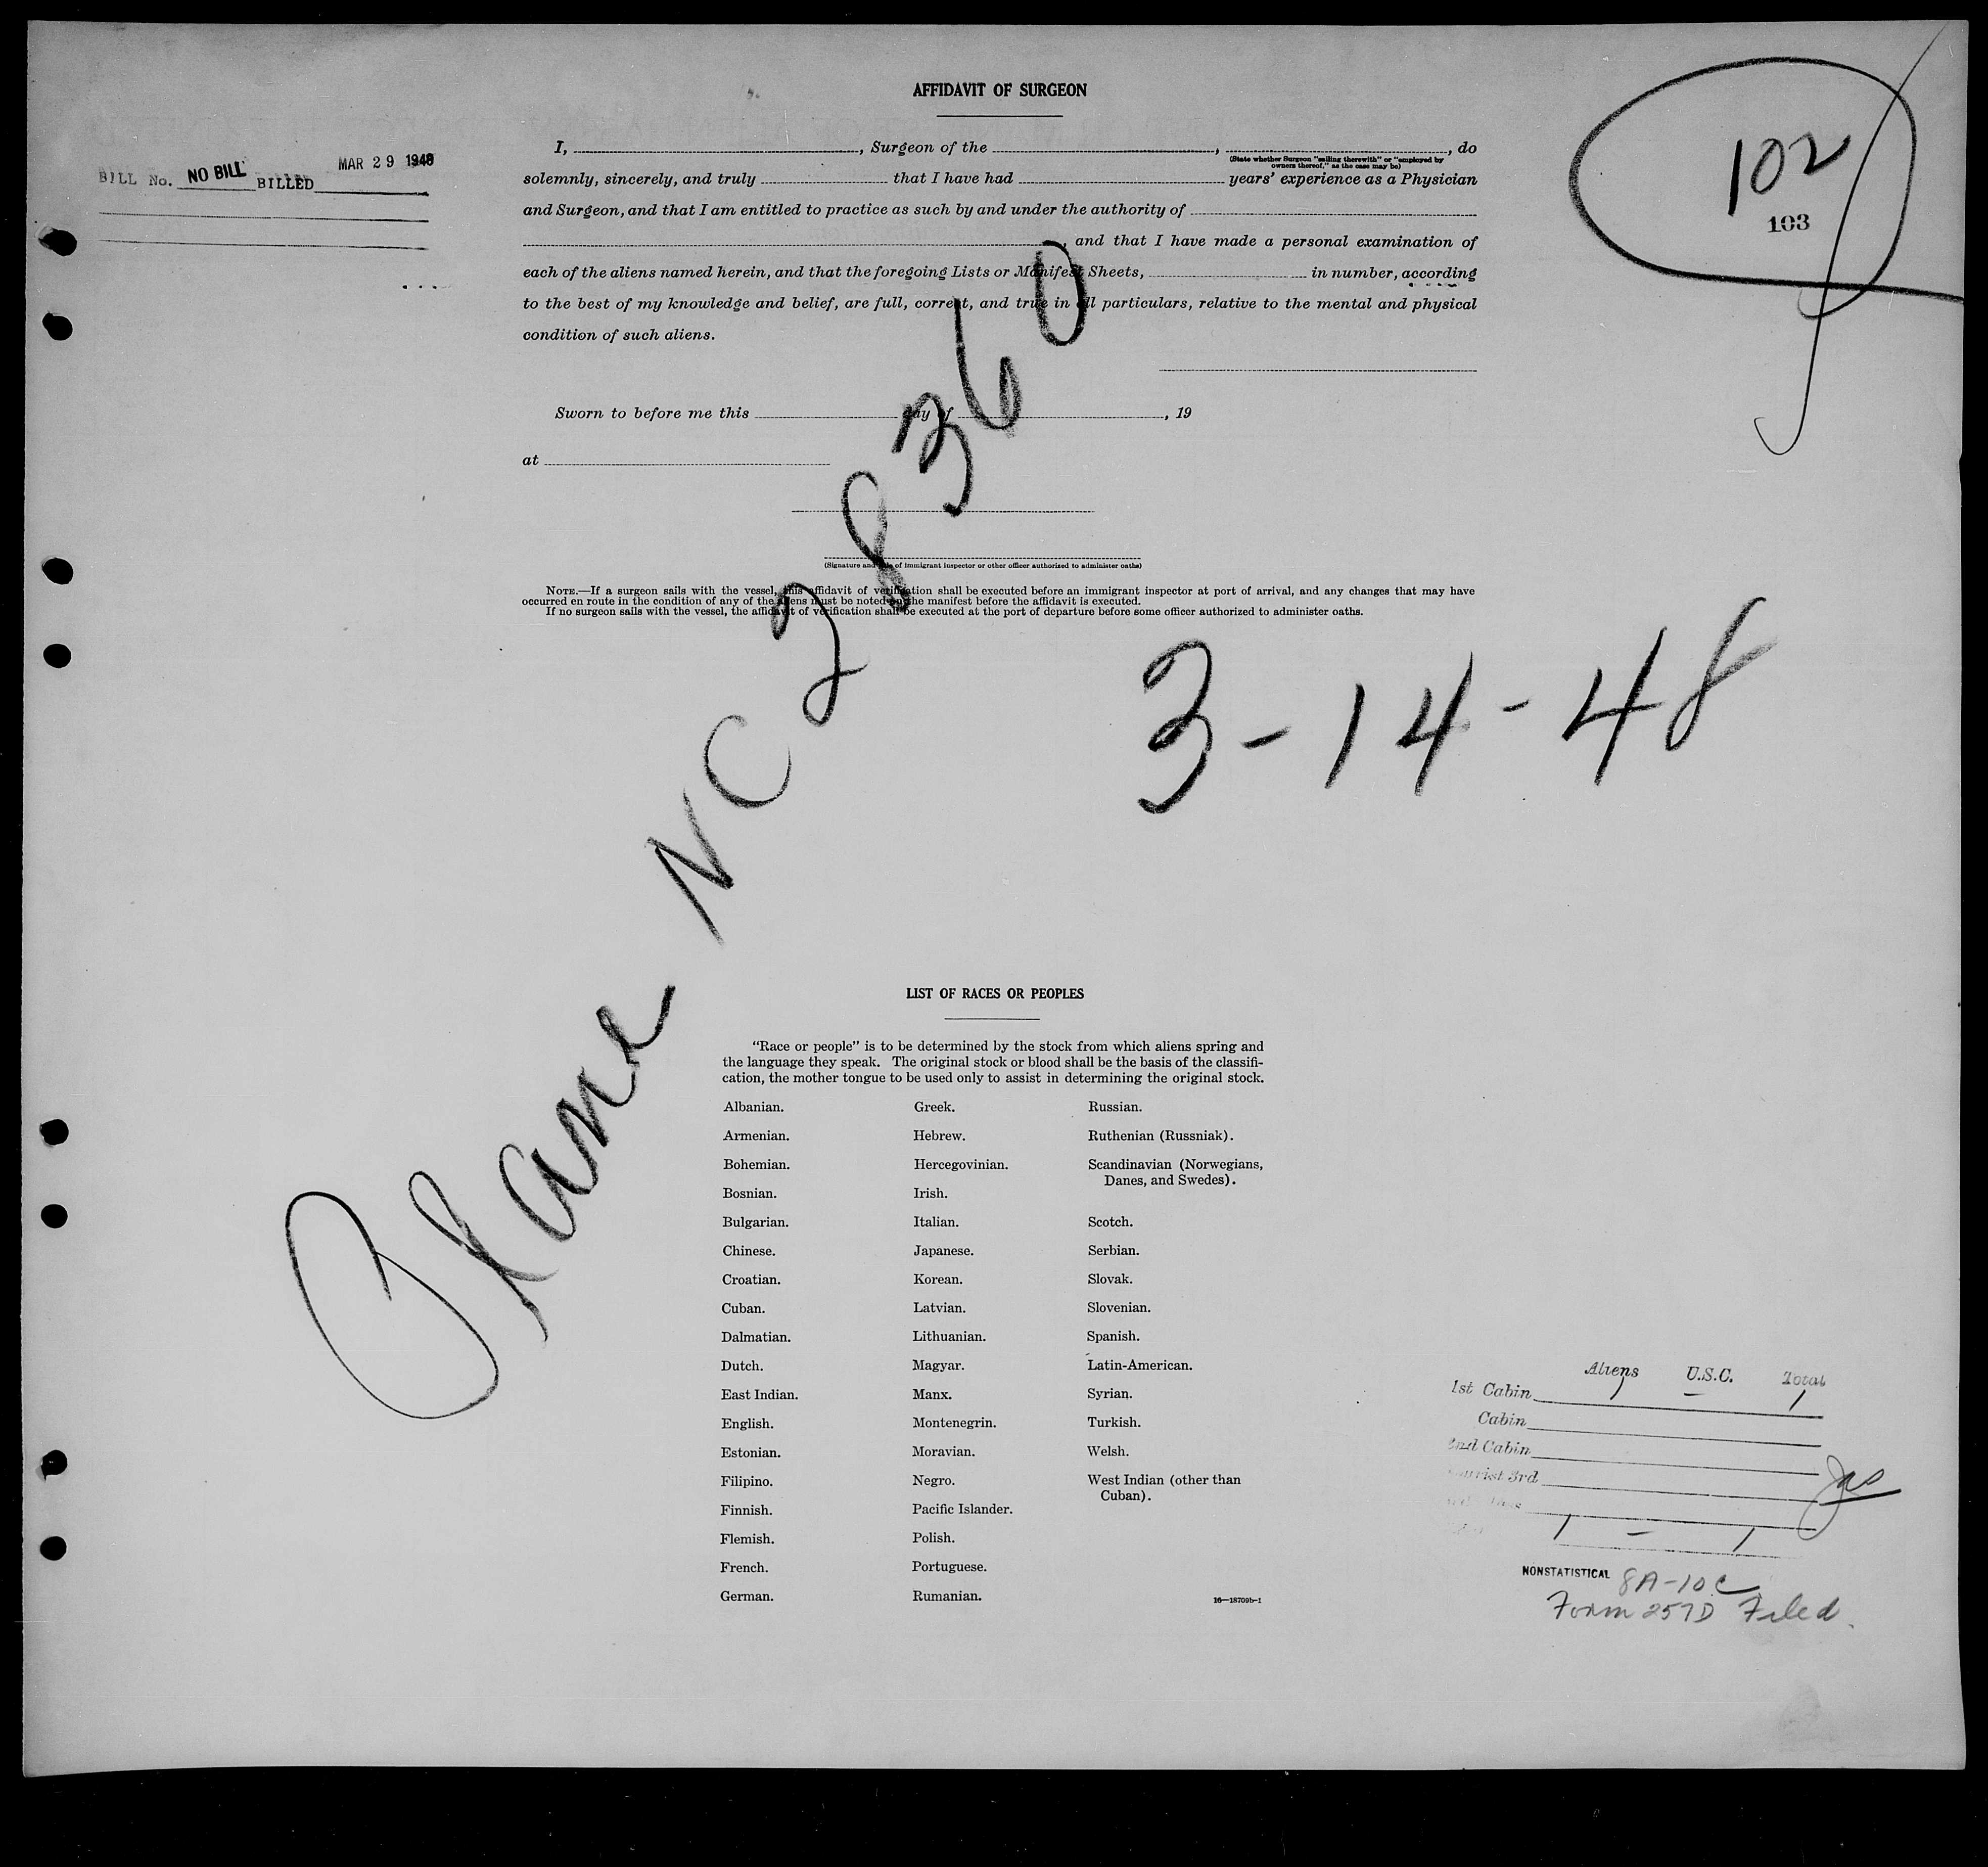 AFFIDAVIT OF SURGEON
BILL No. NO BILL BILLED MAR 29 1948
102
103
I, , Surgeon of the , , do
(State whether Surgeon "sailing therewith" or "employed by
owners thereof," as the case may be)
solemnly, sincerely, and truly that I have had years' experience as a Physician
and Surgeon, and that I am entitled to practice as such by and under the authority of
, and that I have made a personal examination of
each of the aliens named herein, and that the foregoing Lists or Manifest Sheets, in number, according
to the best of my knowledge and belief, are full, correct, and true in all particulars, relative to the mental and physical
condition of such aliens.
Sworn to before me this day of , 19
at
(Signature and title of immigrant inspector or other officer authorized to administer oaths)
NOTE.—If a surgeon sails with the vessel, this affidavit of verification shall be executed before an immigrant inspector at port of arrival, and any changes that may have
occurred en route in the condition of any of the aliens must be noted on the manifest before the affidavit is executed.
If no surgeon sails with the vessel, the affidavit of verification shall be executed at the port of departure before some officer authorized to administer oaths.
Plane NC 28360
3-14-48
LIST OF RACES OR PEOPLES
"Race or people" is to be determined by the stock from which aliens spring and
the language they speak. The original stock or blood shall be the basis of the classifi-
cation, the mother tongue to be used only to assist in determining the original stock.
Albanian.
Armenian.
Bohemian.
Bosnian.
Bulgarian.
Chinese.
Croatian.
Cuban.
Dalmatian.
Dutch.
East Indian.
English.
Estonian.
Filipino.
Finnish.
Flemish.
French.
German.
Greek.
Hebrew.
Hercegovinian.
Irish.
Italian.
Japanese.
Korean.
Latvian.
Lithuanian.
Magyar.
Manx.
Montenegrin.
Moravian.
Negro.
Pacific Islander.
Polish.
Portuguese.
Rumanian.
Russian.
Ruthenian (Russniak).
Scandinavian (Norwegians,
Danes, and Swedes).
Scotch.
Serbian.
Slovak.
Slovenian.
Spanish.
Latin-American.
Syrian.
Turkish.
Welsh.
West Indian (other than
Cuban).
16—18709b-1
Aliens U.S.C. Total
1st Cabin 1 — 1
Cabin
2nd Cabin
Tourist 3rd
1 — 1
NONSTATISTICAL 8A-10C
Form 257D Filed.